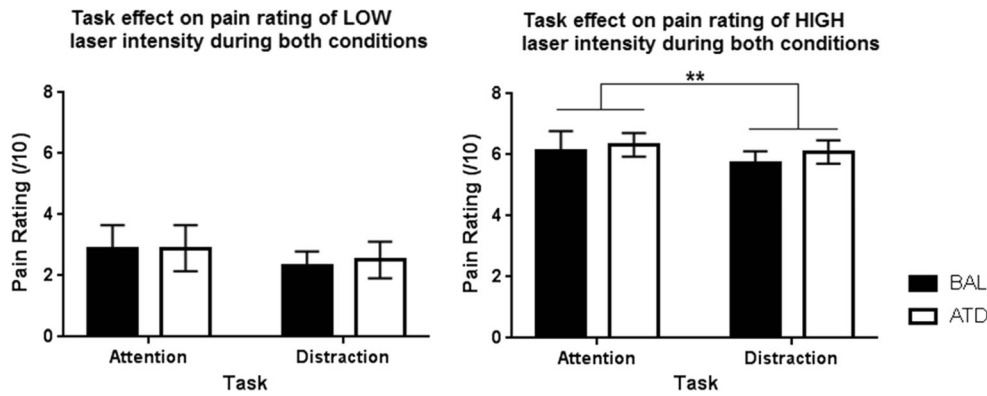 Task effect on pain rating of LOW
laser intensity during both conditions
8
6
4
2
0
Pain Rating (/10)
Attention
Distraction
Task
Task effect on pain rating of HIGH
laser intensity during both conditions
**
8
6
4
2
0
Pain Rating (/10)
Attention
Distraction
Task
BAL
ATD